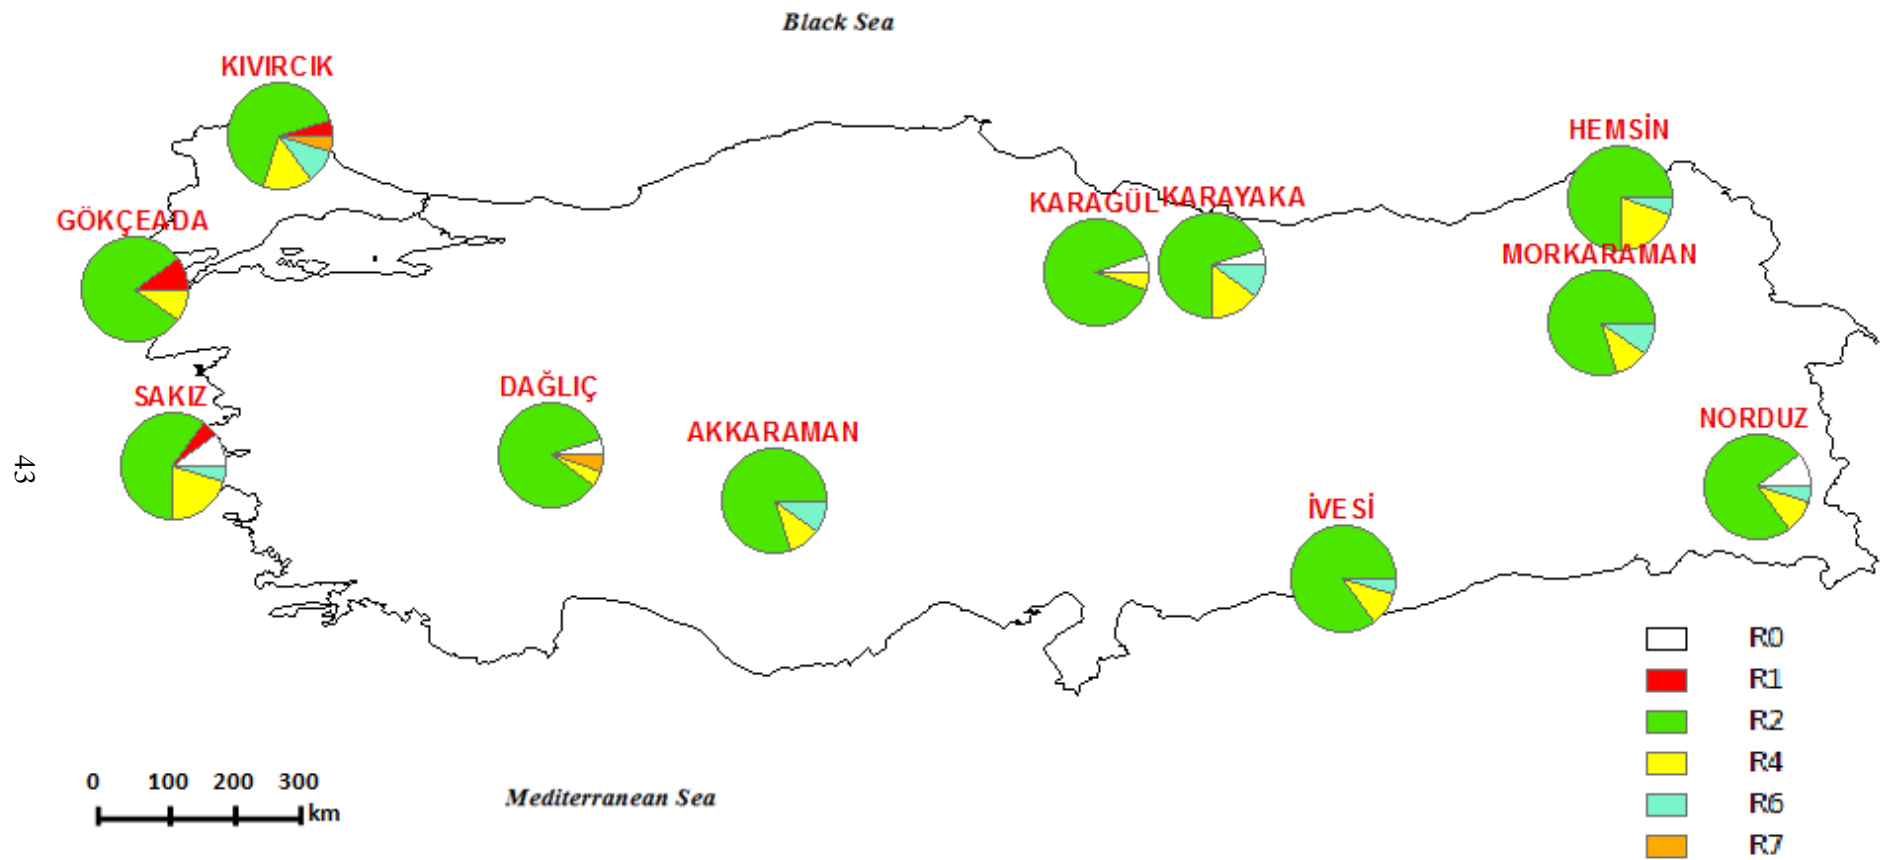 Black Sea
KIVIRCIK
HEMSİN
KARAGÜL
KARAYAKA
GÖKÇEADA
MORKARAMAN
SAKIZ
DAĞLIÇ
AKKARAMAN
NORDUZ
43
İVESİ
R0
R1
R2
R4
R6
R7
0 100 200 300
km
Mediterranean Sea